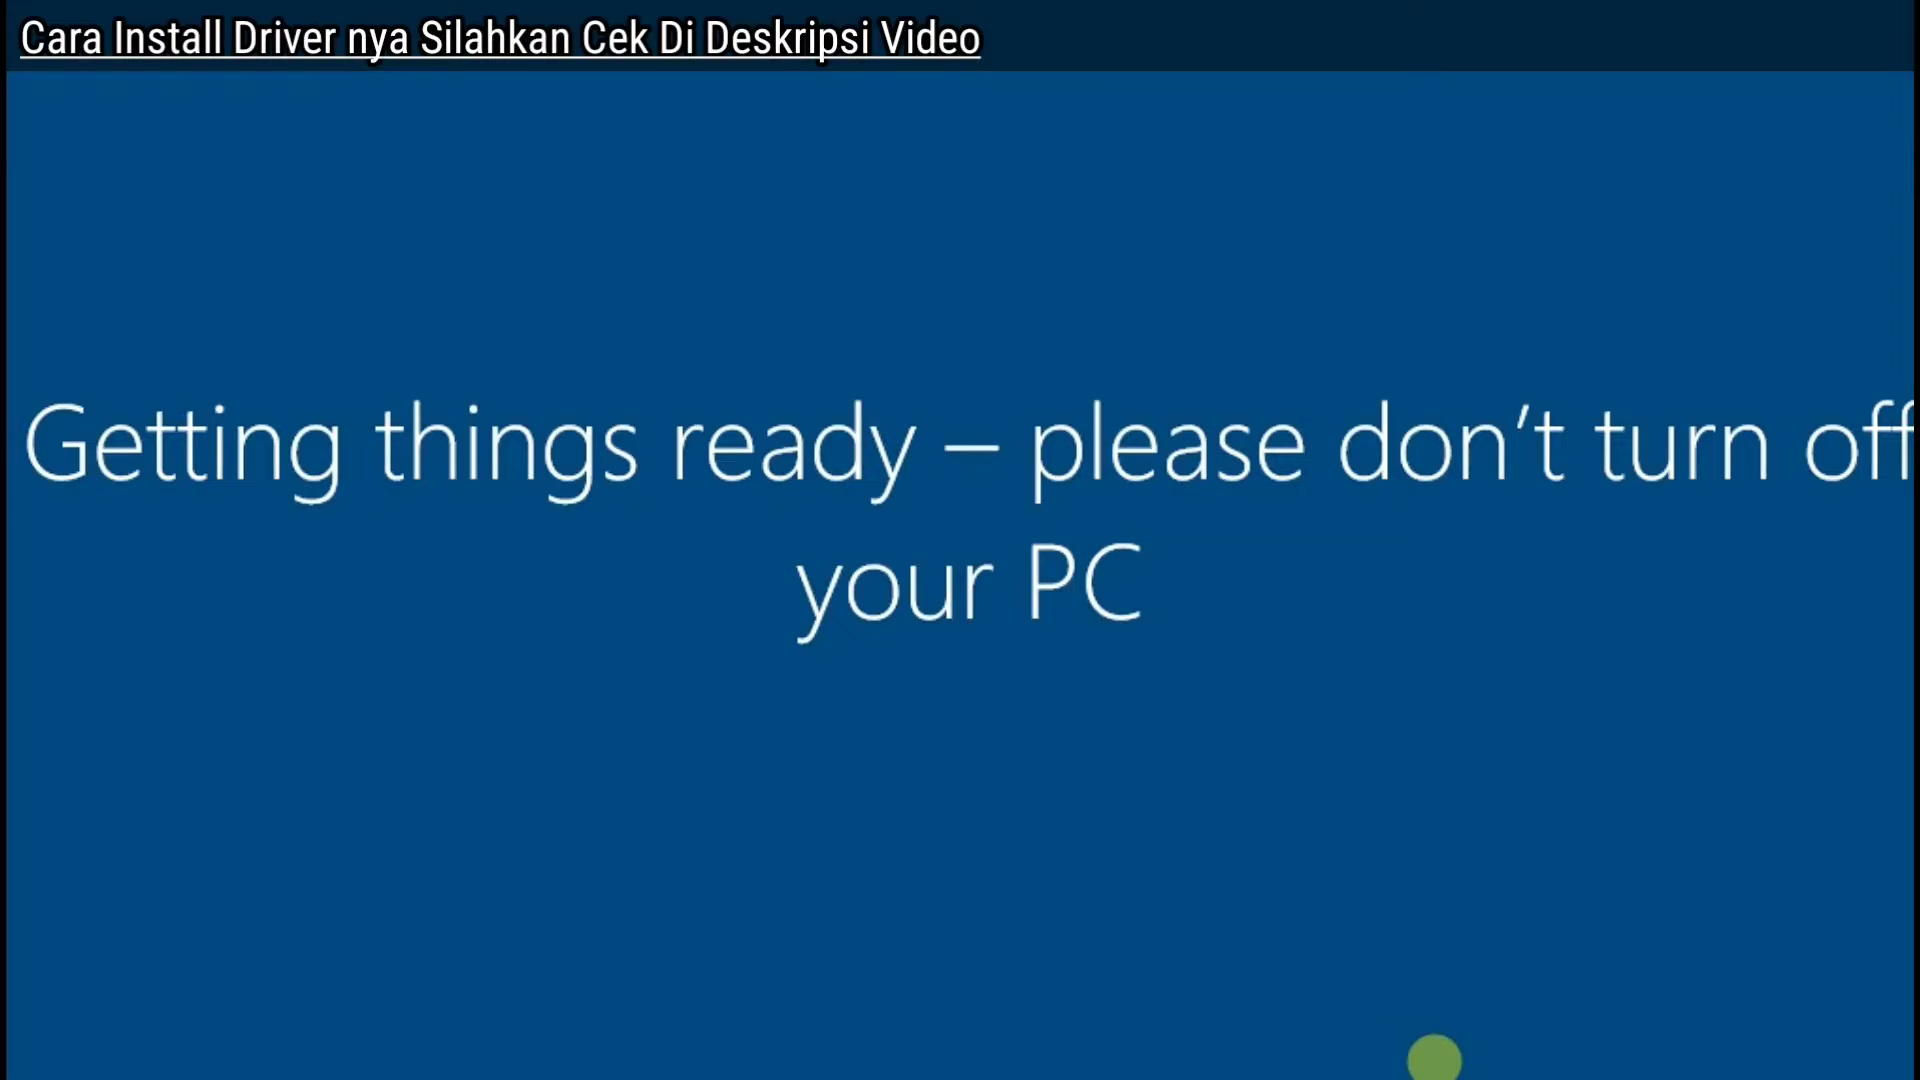 Cara Install Driver nya Silahkan Cek Di Deskripsi Video
Getting things ready – please don’t turn off
your PC